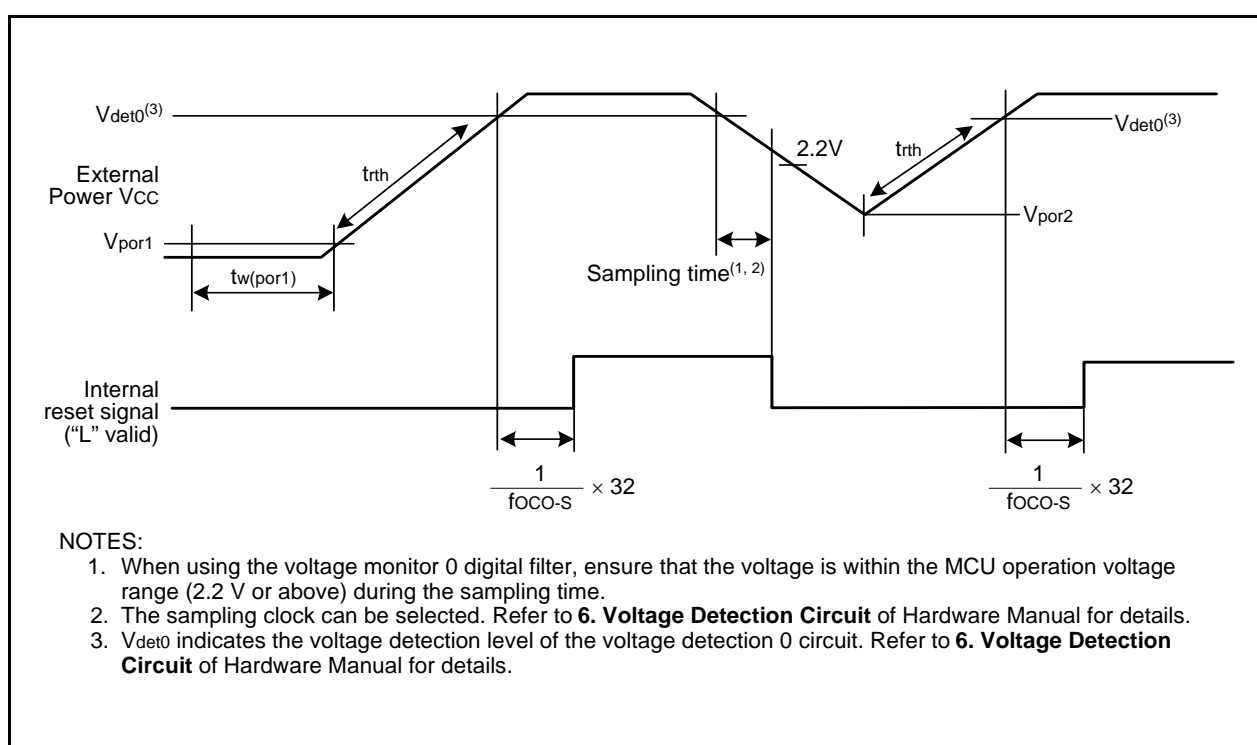 Vdet0(3)
2.2V
Vdet0(3)
trth
trth
External
Power VCC
Vpor1
Vpor2
tw(por1)
Sampling time(1, 2)
Internal
reset signal
(“L” valid)
1
fOCO-S
× 32
1
fOCO-S
× 32
NOTES:
1. When using the voltage monitor 0 digital filter, ensure that the voltage is within the MCU operation voltage
range (2.2 V or above) during the sampling time.
2. The sampling clock can be selected. Refer to 6. Voltage Detection Circuit of Hardware Manual for details.
3. Vdet0 indicates the voltage detection level of the voltage detection 0 circuit. Refer to 6. Voltage Detection
Circuit of Hardware Manual for details.